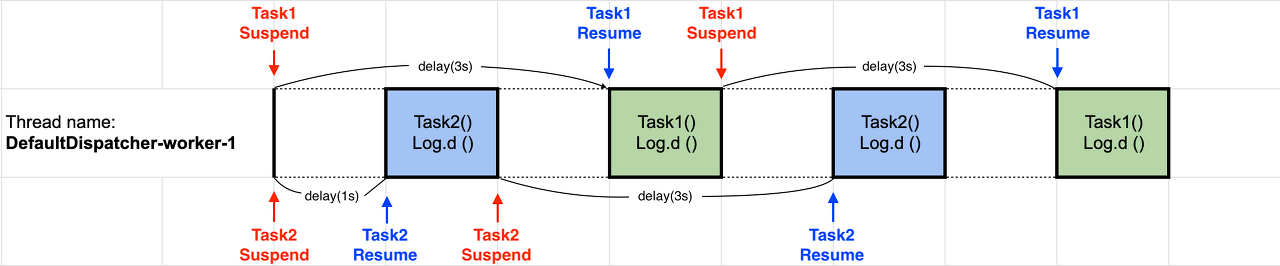 Task1
Suspend
Task1
Resume
Task1
Suspend
Task1
Resume
delay(3s)
delay(3s)
Thread name:
DefaultDispatcher-worker-1
Task2()
Log.d ()
Task1()
Log.d ()
Task2()
Log.d ()
Task1()
Log.d ()
delay(1s)
delay(3s)
Task2
Suspend
Task2
Resume
Task2
Suspend
Task2
Resume